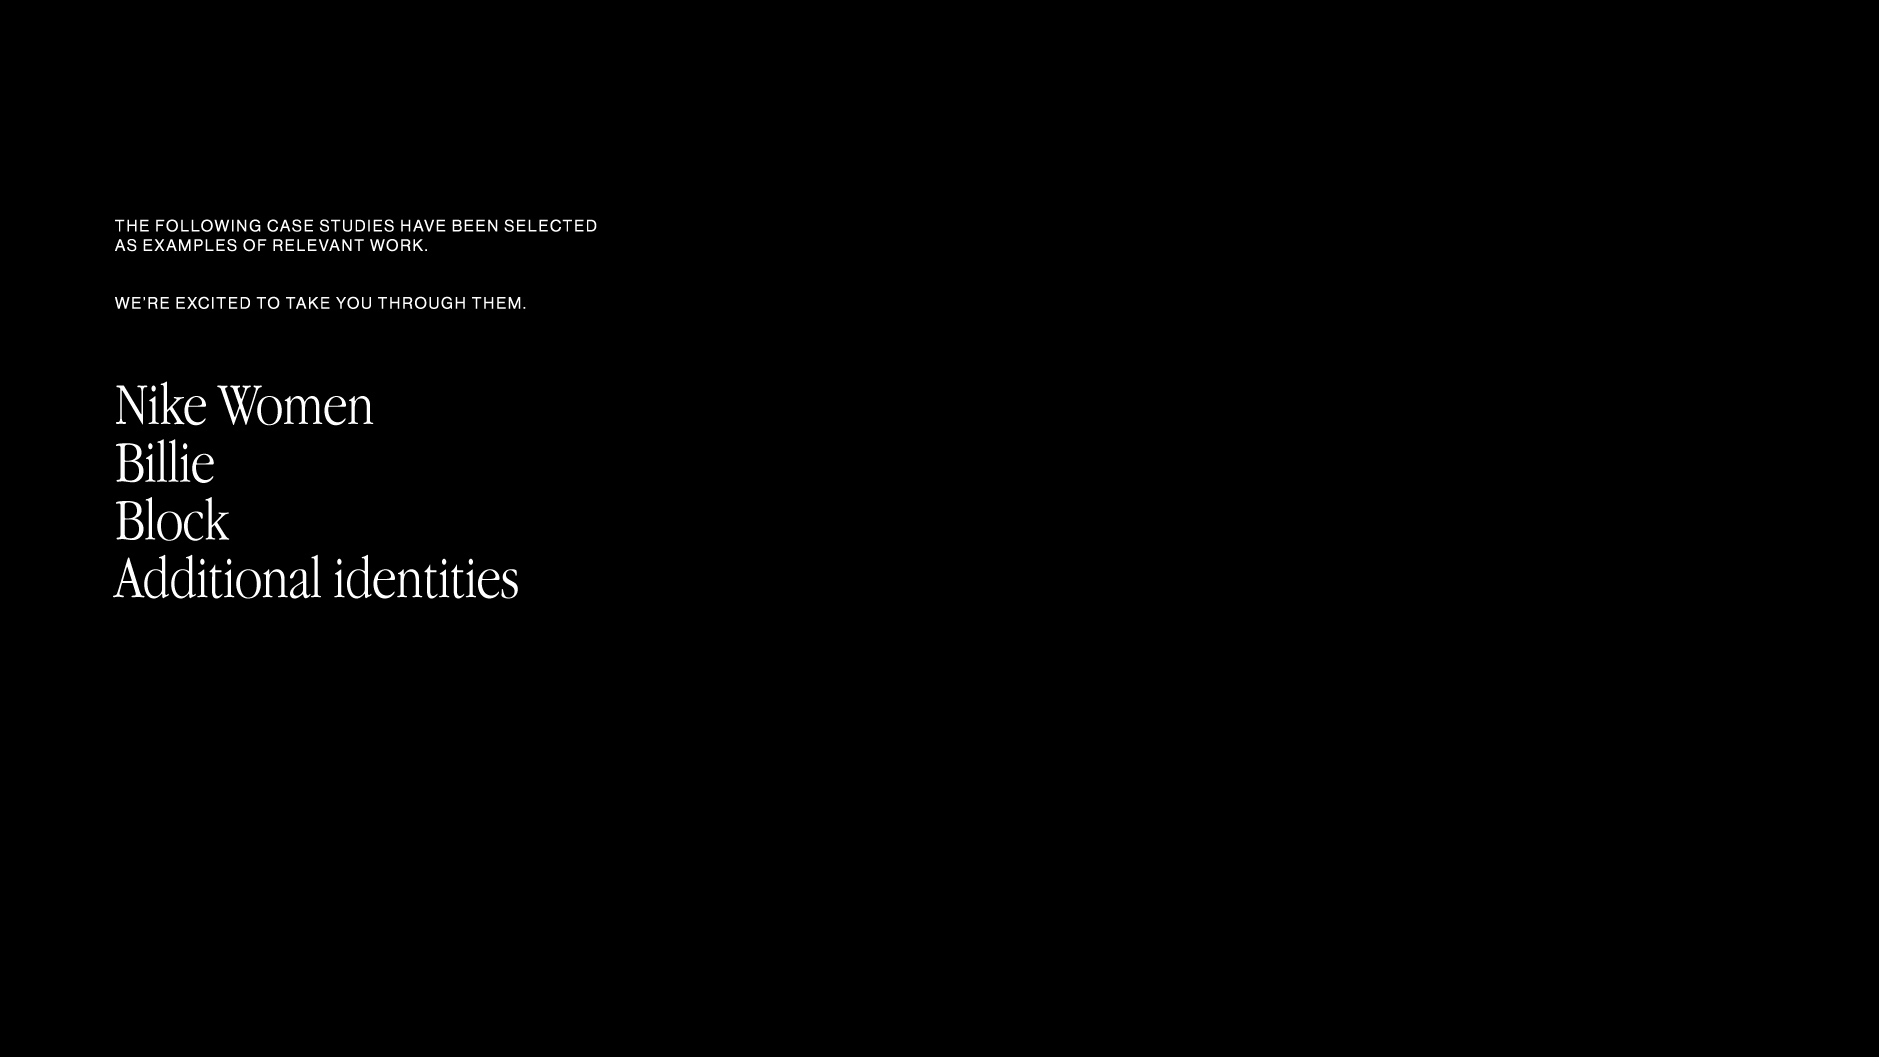 THE FOLLOWING CASE STUDIES HAVE BEEN SELECTED
AS EXAMPLES OF RELEVANT WORK.
WE'RE EXCITED TO TAKE YOU THROUGH THEM.
Nike Women
Billie
Block
Additional identities